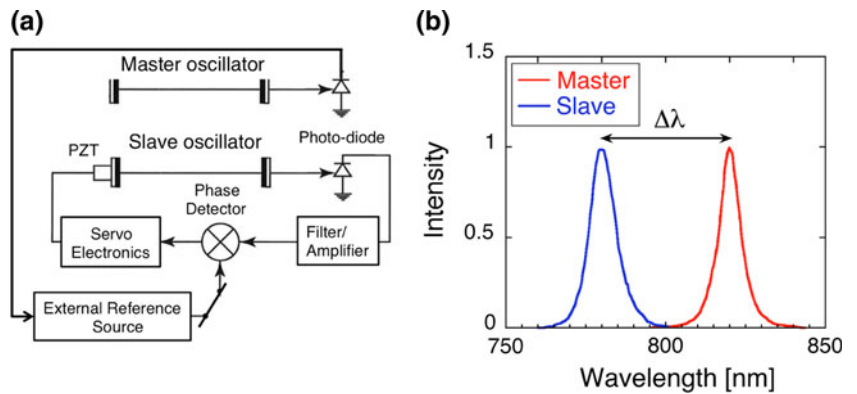 (a)
Master oscillator
Slave oscillator
Photo-diode
PZT
Phase
Detector
Servo
Electronics
Filter/
Amplifier
External Reference
Source
(b)
1.5
1
0.5
0
Intensity
Master
Slave
Δλ
750
800
850
Wavelength [nm]